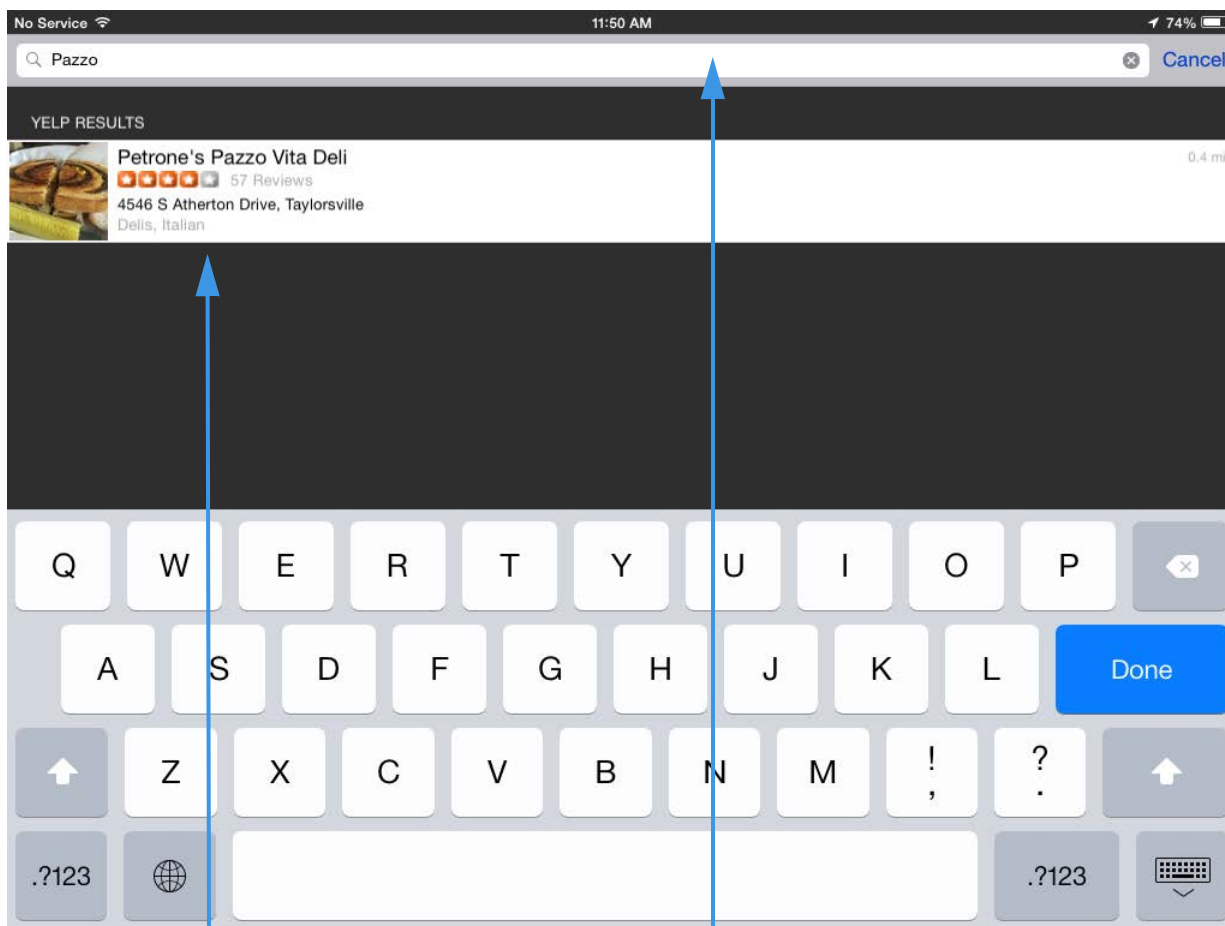 No Service 11:50 AM 74%
Pazzo Cancel
YELP RESULTS
Petrone's Pazzo Vita Deli 0.4 mi
57 Reviews
4546 S Atherton Drive, Taylorsville
Delis, Italian
Q W E R T Y U I O P
A S D F G H J K L Done
Z X C V B N M ! , ? .
.?123 .?123